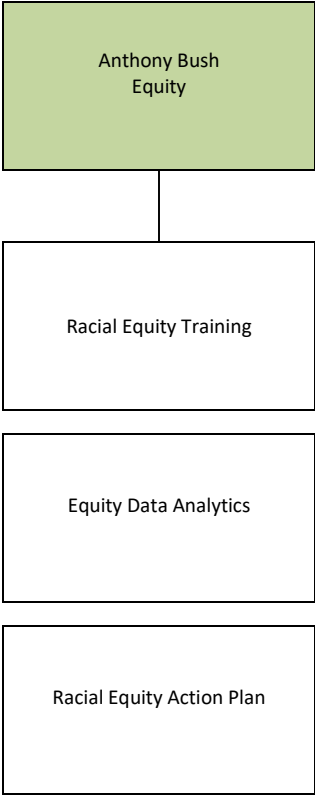 Anthony Bush
Equity
Racial Equity Training
Equity Data Analytics
Racial Equity Action Plan